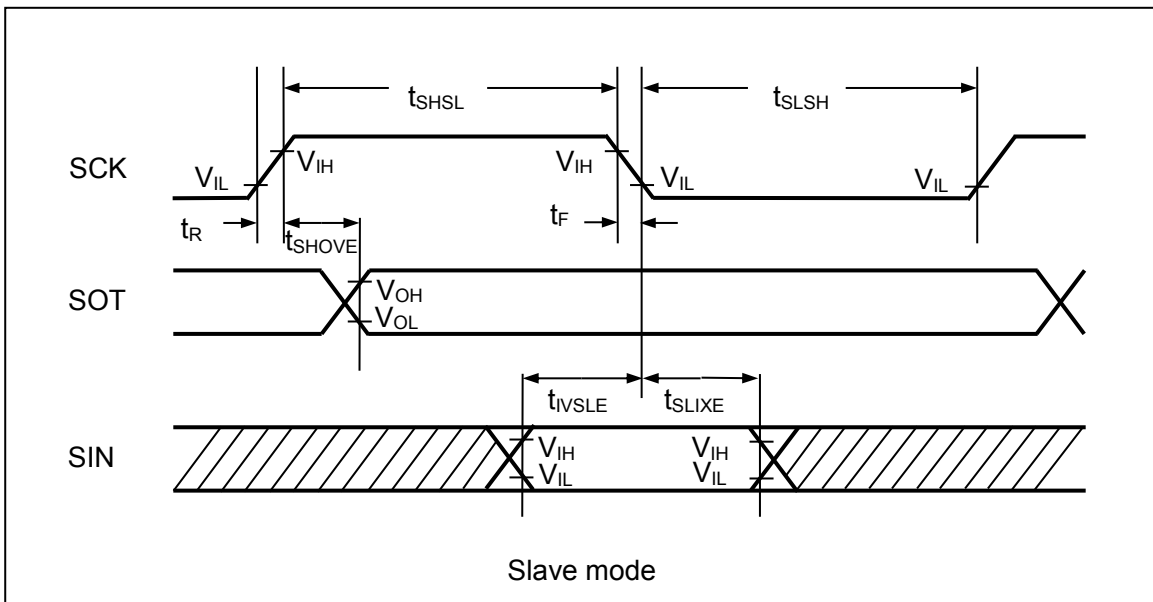 tSHSL tSLSH
SCK VIL VIH VIH VIL VIL
tR tSHOVE tF
SOT VOH
VOL
tIVSLE tSLIXE
SIN VIH VIH
VIL VIL
Slave mode